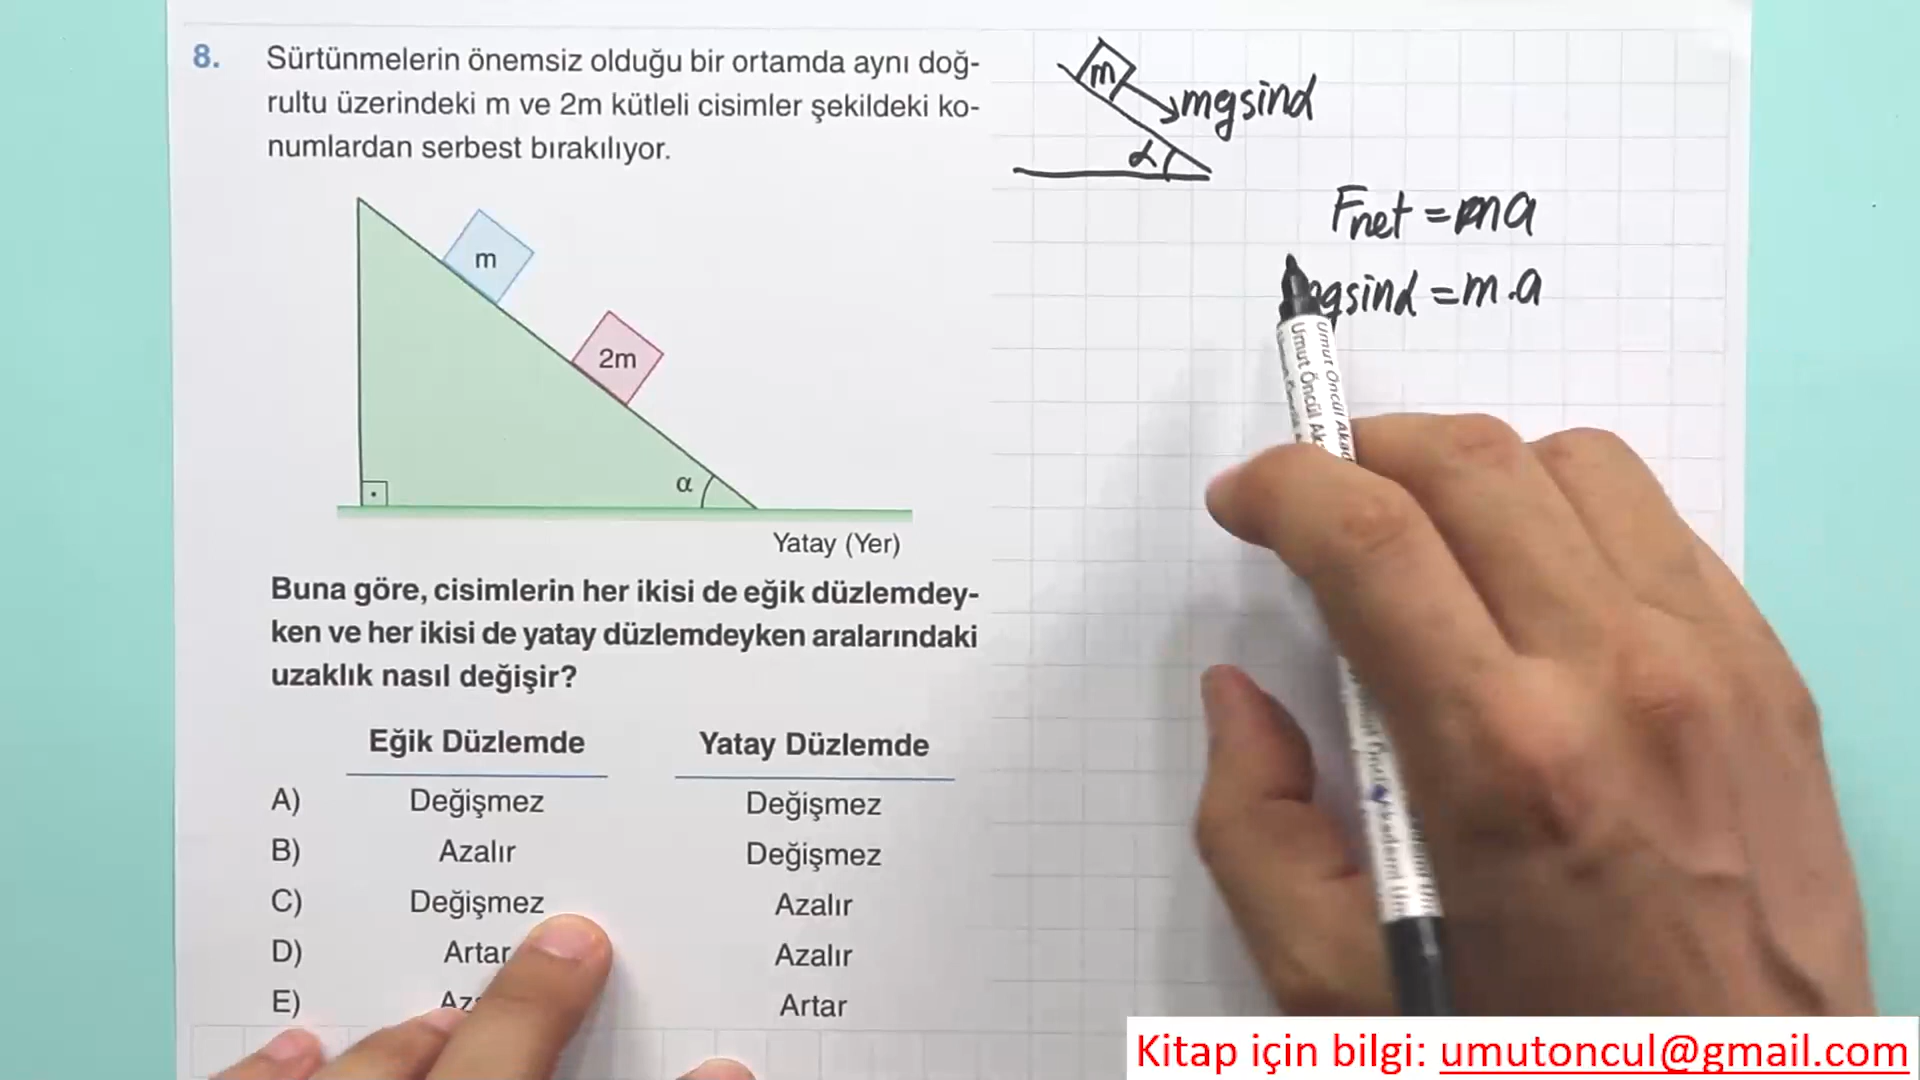 8. Sürtünmelerin önemsiz olduğu bir ortamda aynı doğ-
rultu üzerindeki m ve 2m kütleli cisimler şekildeki ko-
numlardan serbest bırakılıyor.
m
2m
α
Yatay (Yer)
Buna göre, cisimlerin her ikisi de eğik düzlemdey-
ken ve her ikisi de yatay düzlemdeyken aralarındaki
uzaklık nasıl değişir?
Eğik Düzlemde Yatay Düzlemde
A) Değişmez Değişmez
B) Azalır Değişmez
C) Değişmez Azalır
D) Artar Azalır
E) Artar
m
mgsinα
α
Fnet = ma
= m.a
Umut Öncül
Umut Öncül
Kitap için bilgi: umutoncul@gmail.com